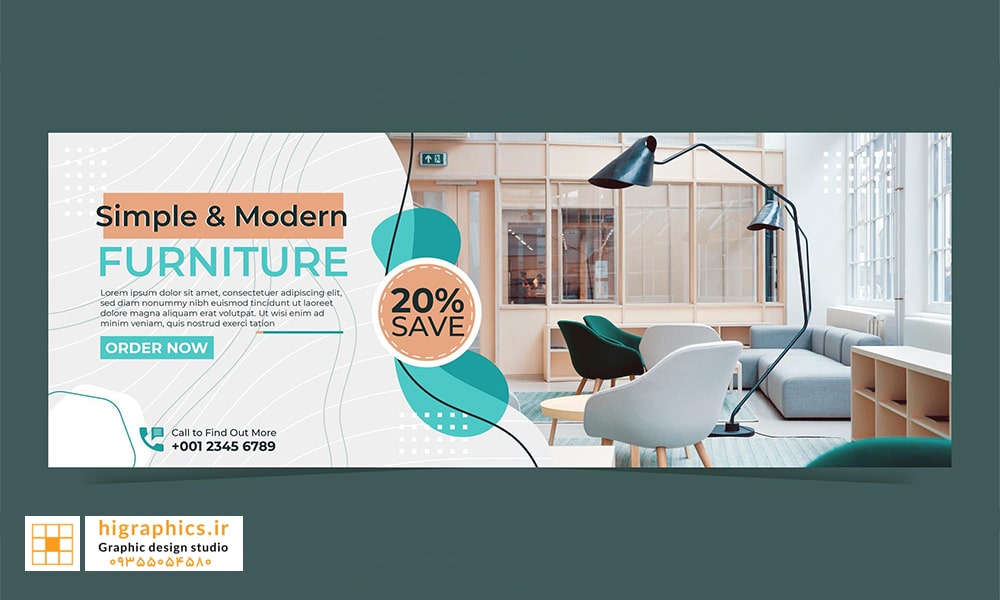 Simple & Modern
FURNITURE
Lorem ipsum dolor sit amet, consectetuer adipiscing elit,
sed diam nonummy nibh euismod tincidunt ut laoreet
dolore magna aliquam erat volutpat. Ut wisi enim ad
minim veniam, quis nostrud exerci tation
ORDER NOW
20%
SAVE
Call to Find Out More
+001 2345 6789
higraphics.ir
Graphic design studio
۰۹۳۵۵۰۵۴۵۸۰